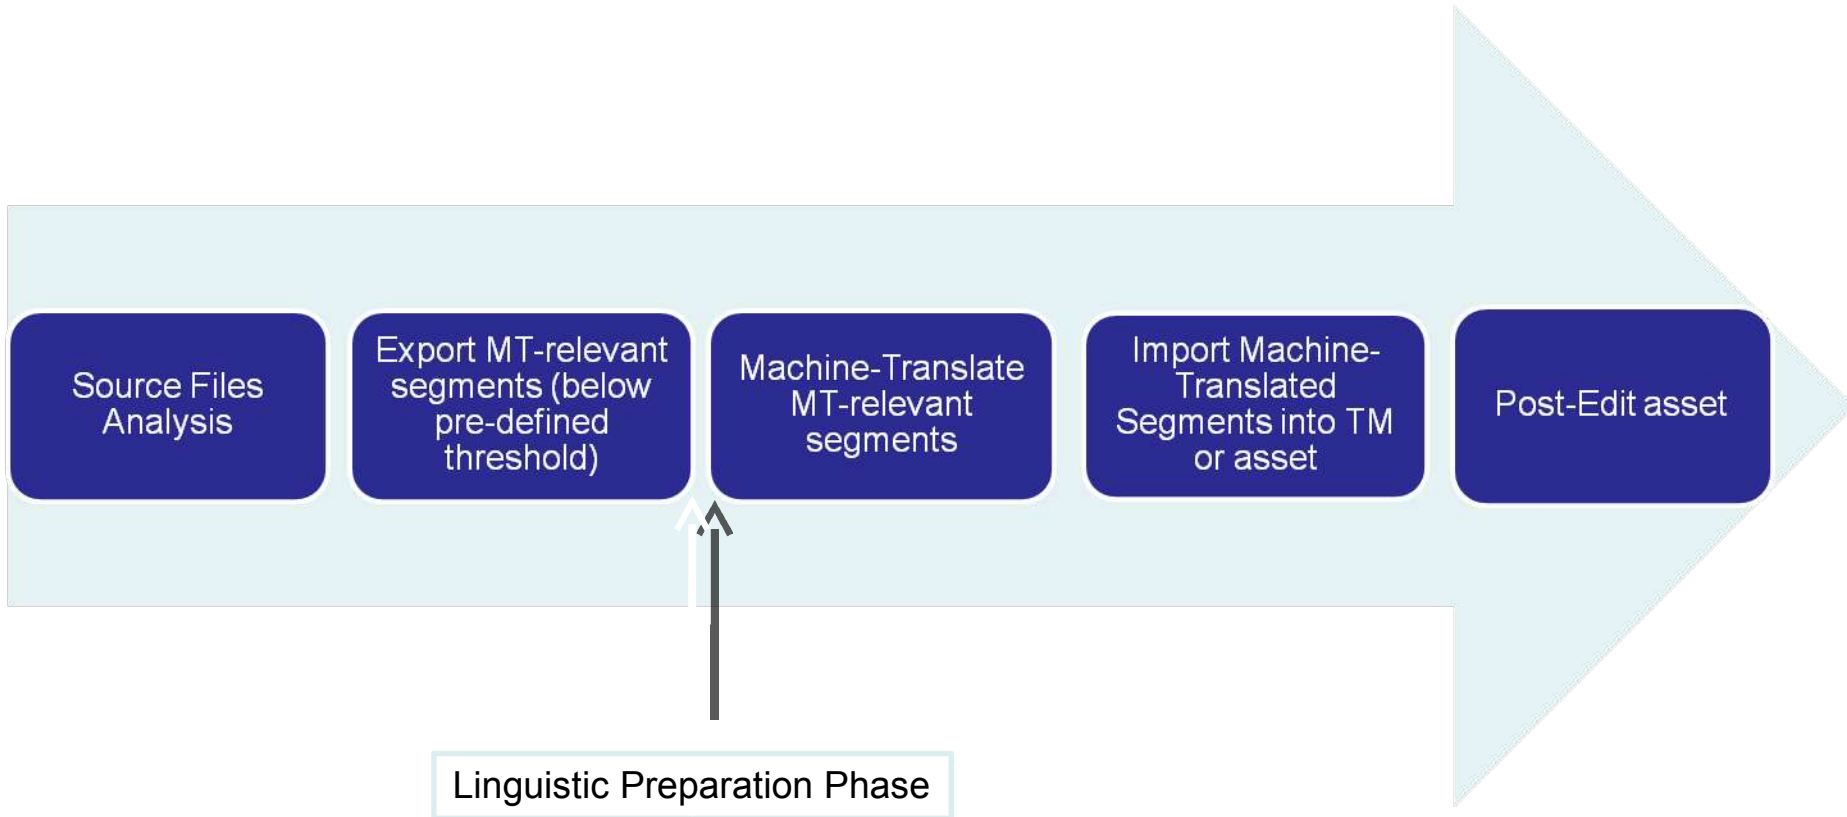 Source Files
Analysis
Export MT-relevant
segments (below
pre-defined
threshold)
Machine-Translate
MT-relevant
segments
Import Machine-
Translated
Segments into TM
or asset
Post-Edit asset
Linguistic Preparation Phase